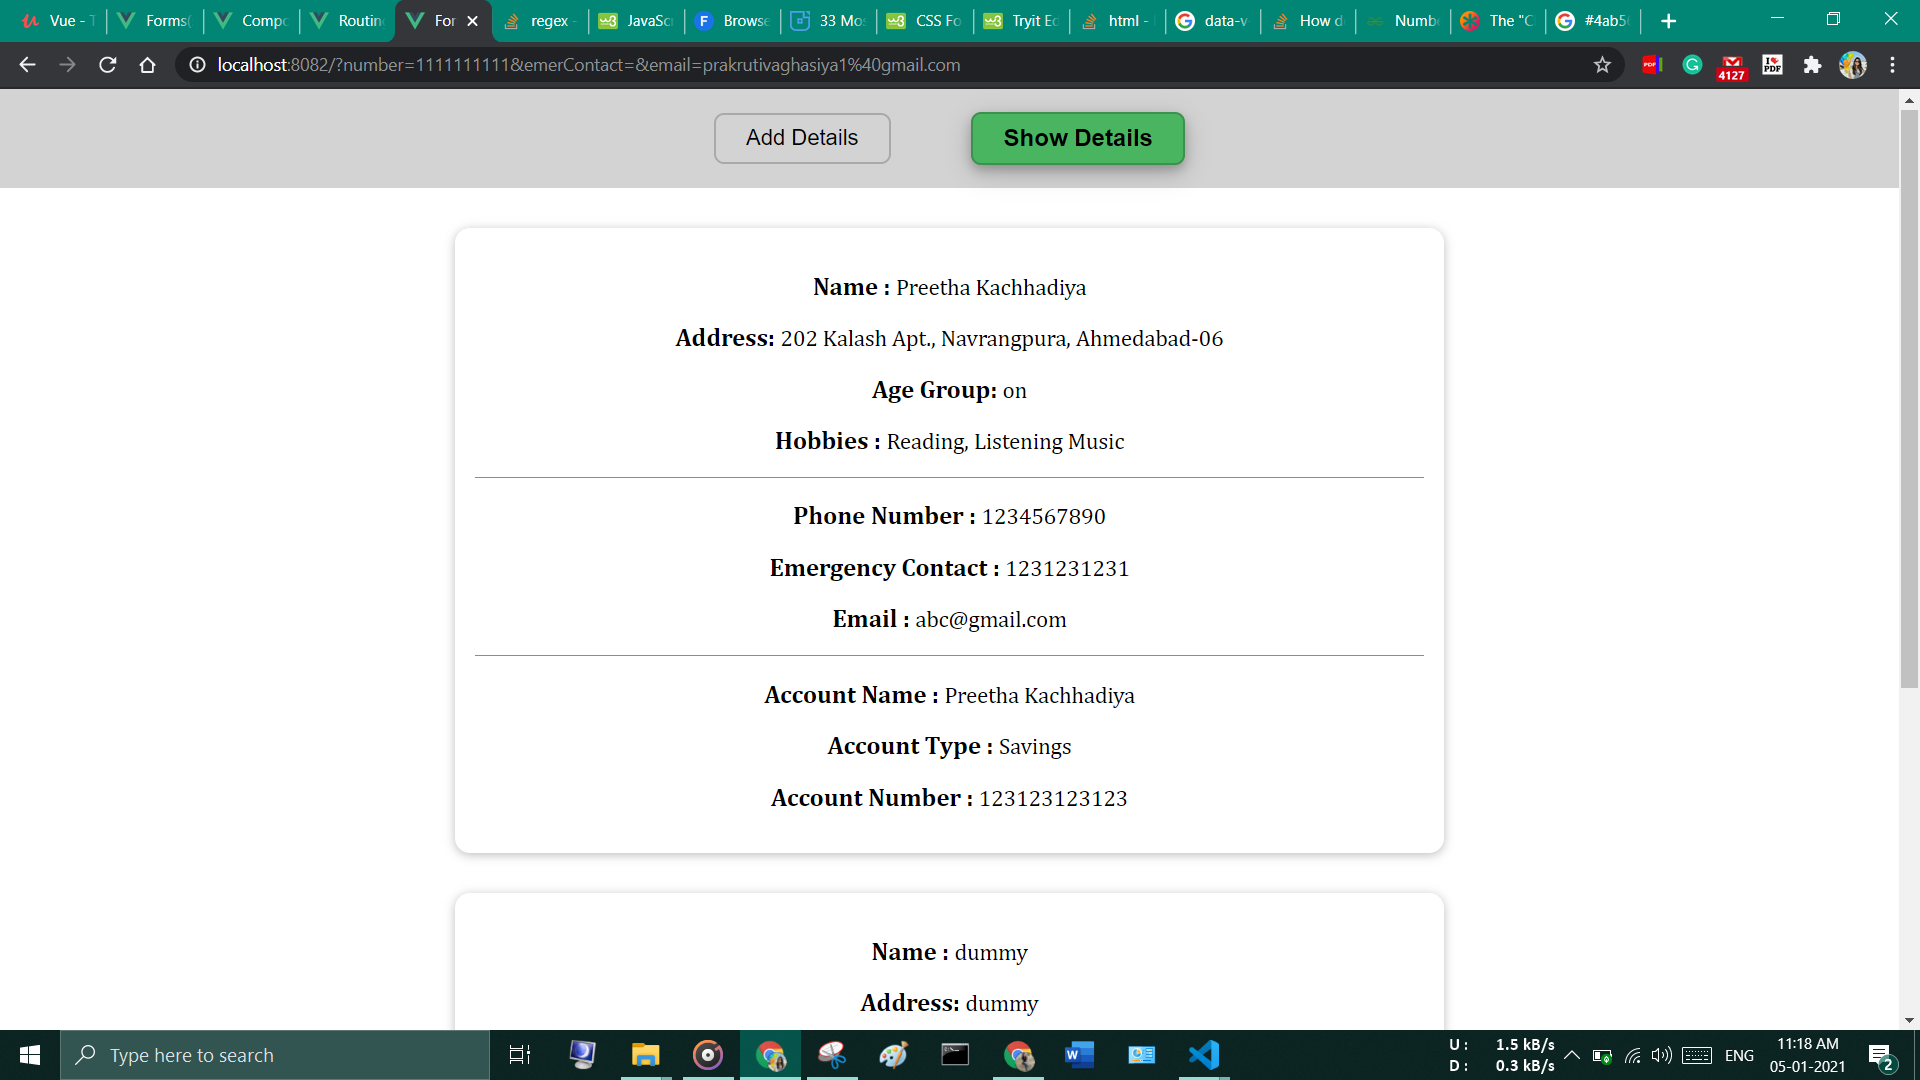 Vue - T
Forms(
Compo
Routin
For
regex -
JavaScr
Browse
33 Mos
CSS Fo
Tryit Ed
html -
data-v
How d
Numb
The "C
#4ab5
localhost:8082/?number=1111111111&emerContact=&email=prakrutivaghasiya1%40gmail.com
4127
Add Details
Show Details
Name : Preetha Kachhadiya
Address: 202 Kalash Apt., Navrangpura, Ahmedabad-06
Age Group: on
Hobbies : Reading, Listening Music
Phone Number : 1234567890
Emergency Contact : 1231231231
Email : abc@gmail.com
Account Name : Preetha Kachhadiya
Account Type : Savings
Account Number : 123123123123
Name : dummy
Address: dummy
Type here to search
U : 1.5 kB/s
D : 0.3 kB/s
ENG
11:18 AM
05-01-2021
2